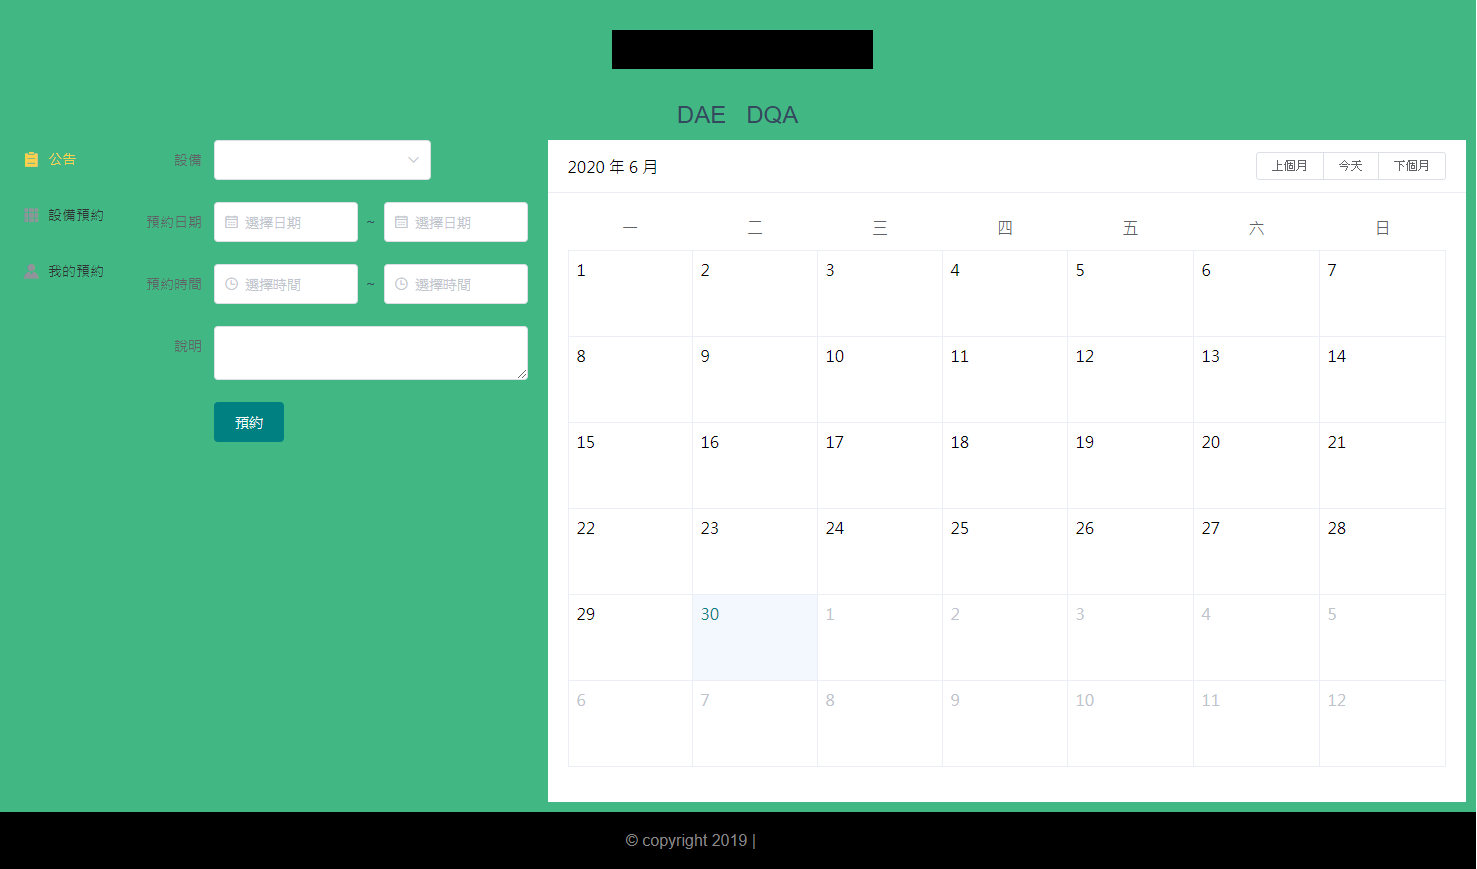 DAE DQA
公告
設備預約
我的預約
設備
預約日期 選擇日期 ~ 選擇日期
預約時間 選擇時間 ~ 選擇時間
說明
預約
2020 年 6 月 上個月 今天 下個月
一 二 三 四 五 六 日
1 2 3 4 5 6 7
8 9 10 11 12 13 14
15 16 17 18 19 20 21
22 23 24 25 26 27 28
29 30 1 2 3 4 5
6 7 8 9 10 11 12
© copyright 2019 |